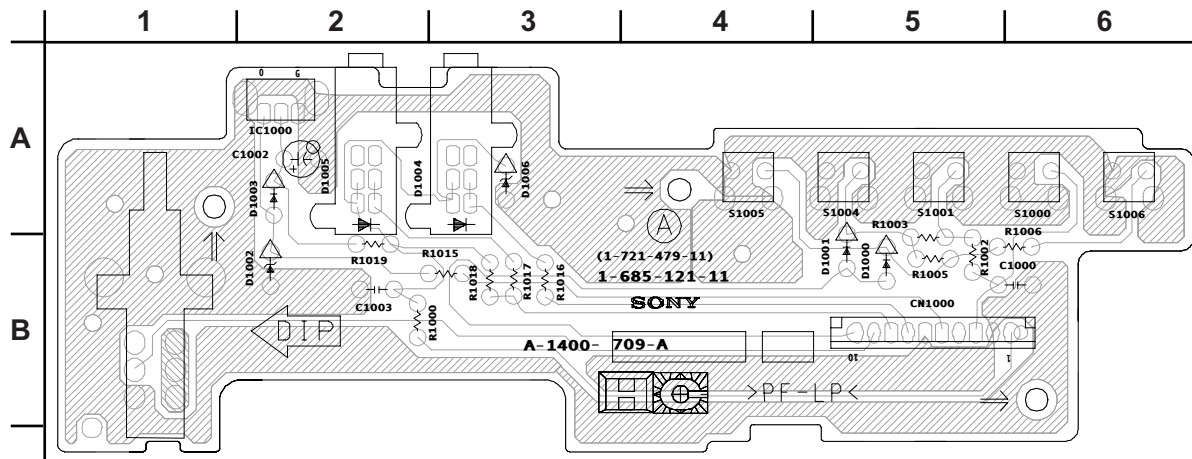 1 2 3 4 5 6
A
B
0 5
IC1000
C1002
D1005
D1003
D1004
D1006
S1005
S1004
S1001
S1000
S1006
A
R1003
R1006
D1002
R1019
R1015
R1018
R1017
R1016
(1-721-479-11)
1-685-121-11
D1001
D1000
R1005
R1002
C1000
C1003
R1000
SONY
CN1000
DIP
A-1400- 709-A
10
1
>PF-LP<